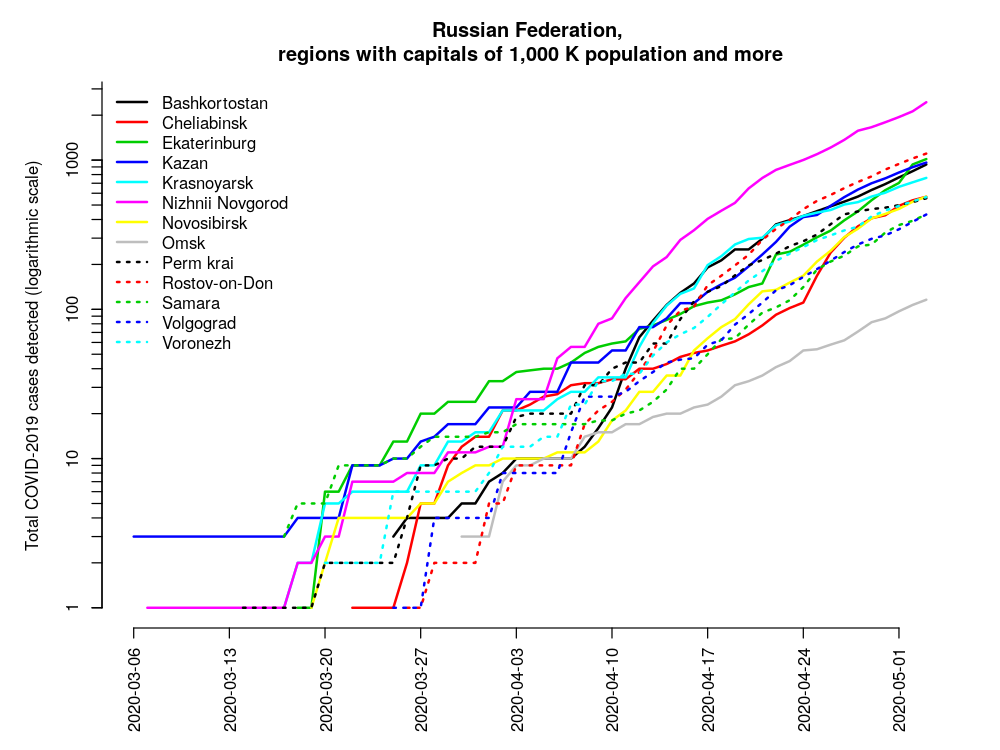 Russian Federation,
regions with capitals of 1,000 K population and more
Total COVID-2019 cases detected (logarithmic scale)
1000
100
10
1
Bashkortostan
Cheliabinsk
Ekaterinburg
Kazan
Krasnoyarsk
Nizhnii Novgorod
Novosibirsk
Omsk
Perm krai
Rostov-on-Don
Samara
Volgograd
Voronezh
2020-03-06
2020-03-13
2020-03-20
2020-03-27
2020-04-03
2020-04-10
2020-04-17
2020-04-24
2020-05-01